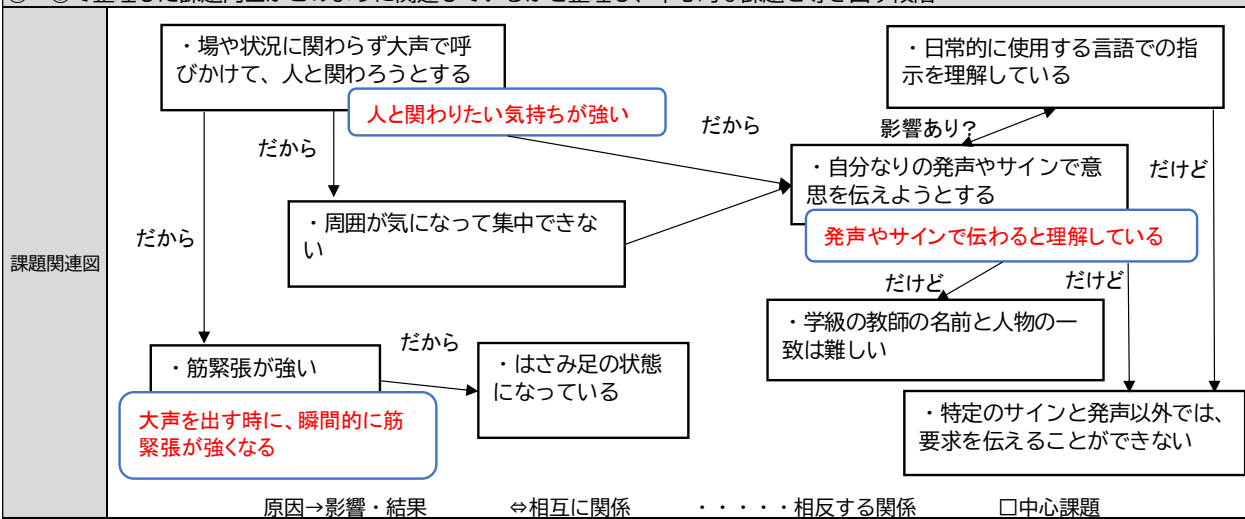 ・場や状況に関わらず大声で呼
びかけて、人と関わろうとする
人と関わりたい気持ちが強い
・日常的に使用する言語での指
示を理解している
だから
影響あり?
だから
だけど
・自分なりの発声やサインで意
思を伝えようとする
・周囲が気になって集中できな
い
発声やサインで伝わると理解している
だから
課題関連図
だけど
だけど
・学級の教師の名前と人物の一
致は難しい
だから
・筋緊張が強い
・はさみ足の状態
になっている
大声を出す時に、瞬間的に筋
緊張が強くなる
・特定のサインと発声以外では、
要求を伝えることができない
原因→影響・結果　⇔相互に関係　・・・・・相反する関係　□中心課題